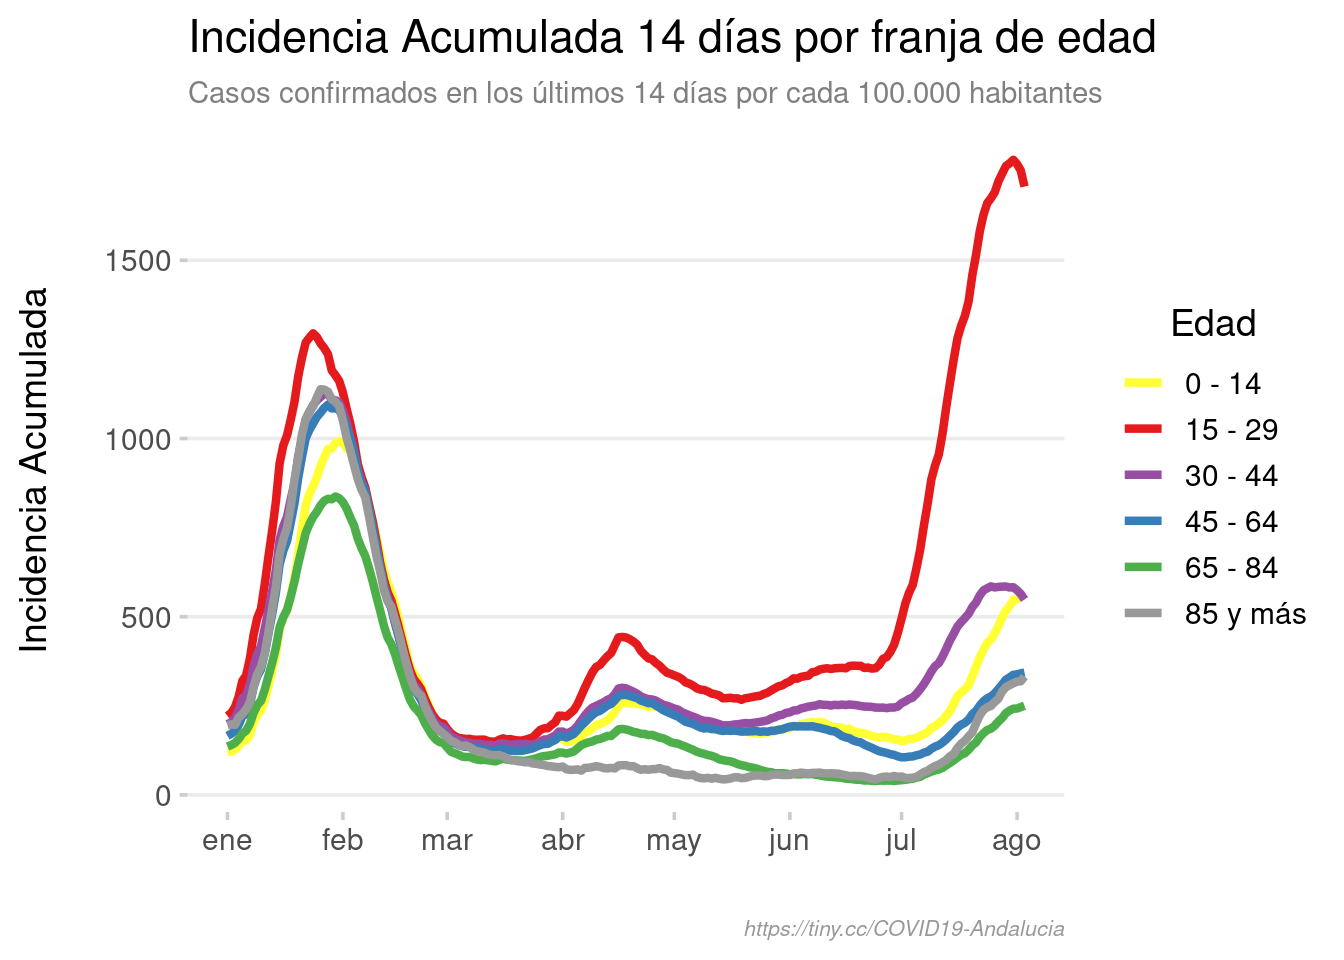 Incidencia Acumulada 14 días por franja de edad
Casos confirmados en los últimos 14 días por cada 100.000 habitantes
Incidencia Acumulada
1500
1000
500
0
ene feb mar abr may jun jul ago
Edad
0 - 14
15 - 29
30 - 44
45 - 64
65 - 84
85 y más
https://tiny.cc/COVID19-Andalucia